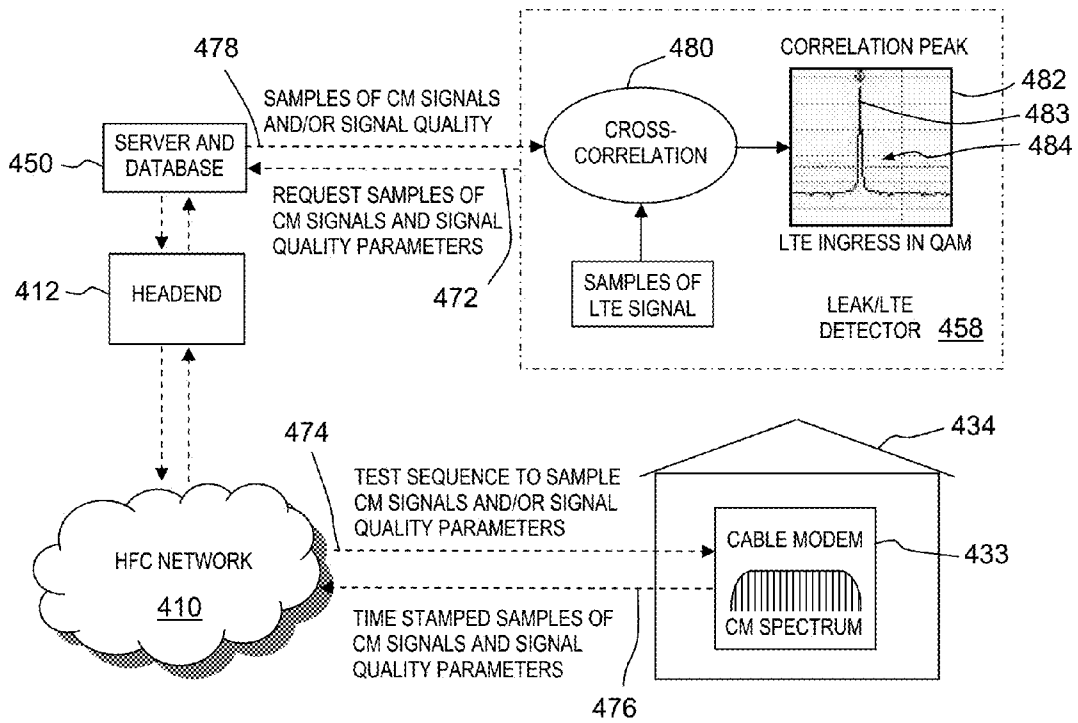 478
SAMPLES OF CM SIGNALS
AND/OR SIGNAL QUALITY
480
CORRELATION PEAK
482
483
484
CROSS-
CORRELATION
SERVER AND
DATABASE
450
REQUEST SAMPLES OF
CM SIGNALS AND SIGNAL
QUALITY PARAMETERS
472
LTE INGRESS IN QAM
SAMPLES OF
LTE SIGNAL
LEAK/LTE
DETECTOR 458
412
HEADEND
474
TEST SEQUENCE TO SAMPLE
CM SIGNALS AND/OR SIGNAL
QUALITY PARAMETERS
434
HFC NETWORK
410
CABLE MODEM
433
CM SPECTRUM
TIME STAMPED SAMPLES OF
CM SIGNALS AND SIGNAL
QUALITY PARAMETERS
476